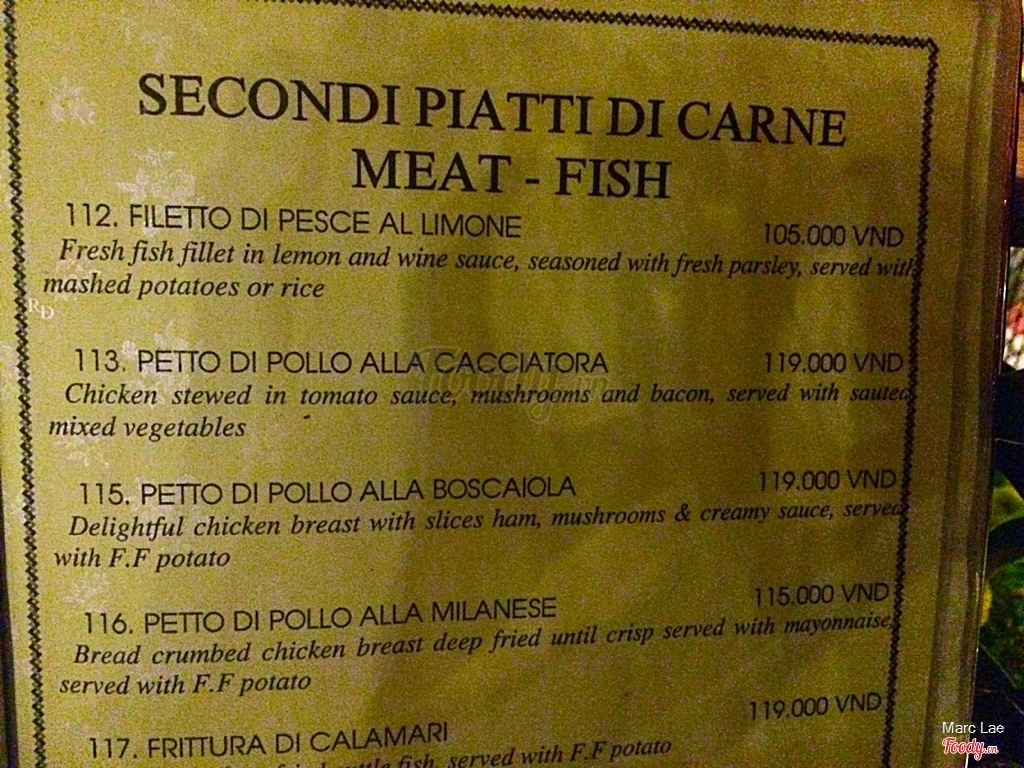 SECONDI PIATTI DI CARNE
MEAT - FISH
112. FILETTO DI PESCE AL LIMONE 105.000 VND
Fresh fish fillet in lemon and wine sauce, seasoned with fresh parsley, served with
mashed potatoes or rice
RD
113. PETTO DI POLLO ALLA CACCIATORA 119.000 VND
Chicken stewed in tomato sauce, mushrooms and bacon, served with sauteed
mixed vegetables
115. PETTO DI POLLO ALLA BOSCAIOLA 119.000 VND
Delightful chicken breast with slices ham, mushrooms & creamy sauce, served
with F.F potato
116. PETTO DI POLLO ALLA MILANESE 115.000 VND
Bread crumbed chicken breast deep fried until crisp served with mayonnaise,
served with F.F potato
117. FRITTURA DI CALAMARI 119.000 VND
fish, served with F.F potato
Marc Lae
Foody.vn